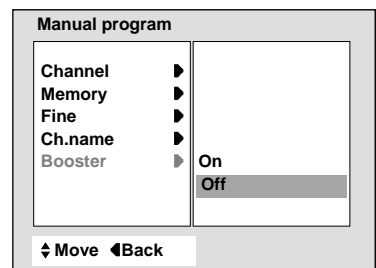 Manual program
Channel
Memory
Fine
Ch.name
Booster
On
Off
Move Back